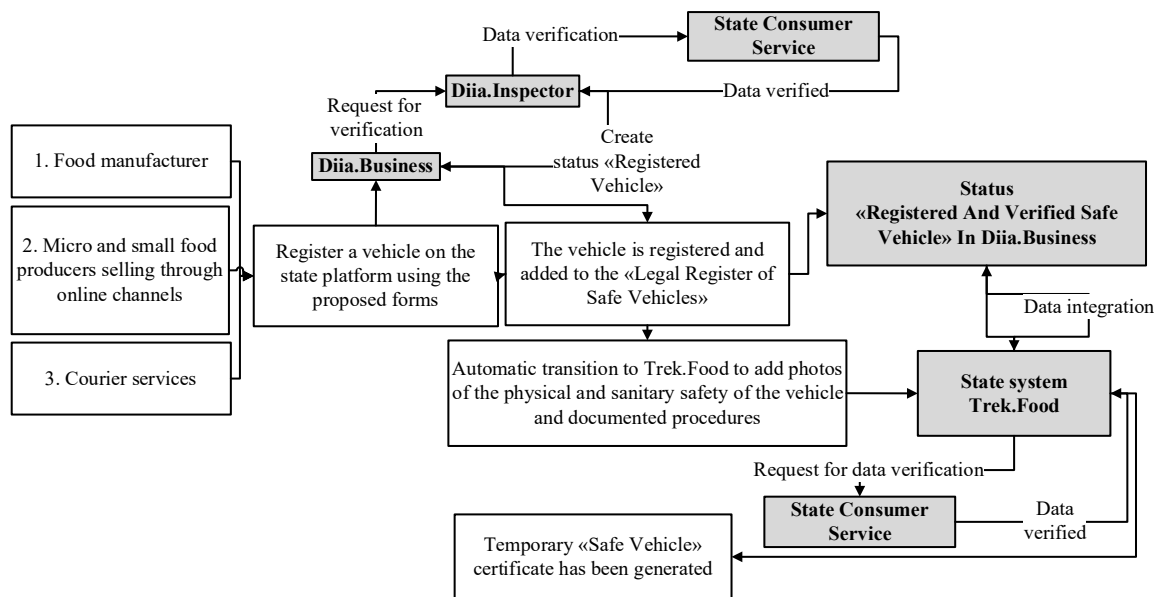 Data verification
State Consumer
Service
Diia.Inspector
Data verified
Request for
verification
Create
status «Registered
Vehicle»
Diia.Business
1. Food manufacturer
2. Micro and small food
producers selling through
online channels
3. Courier services
Register a vehicle on the
state platform using the
proposed forms
The vehicle is registered and
added to the «Legal Register of
Safe Vehicles»
Status
«Registered And Verified Safe
Vehicle» In Diia.Business
Data integration
Automatic transition to Trek.Food to add photos
of the physical and sanitary safety of the vehicle
and documented procedures
State system
Trek.Food
Request for data verification
State Consumer
Service
Data
verified
Temporary «Safe Vehicle»
certificate has been generated